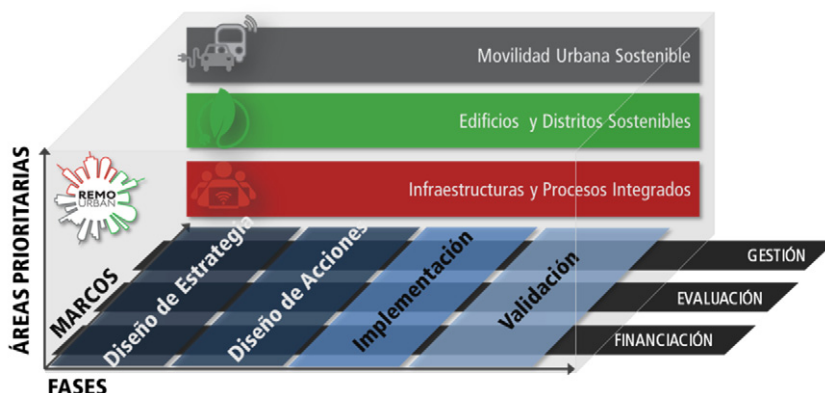 Movilidad Urbana Sostenible
Edificios y Distritos Sostenibles
Infraestructuras y Procesos Integrados
ÁREAS PRIORITARIAS
REMO
URBAN
MARCOS
Diseño de Estrategia
Diseño de Acciones
Implementación
Validación
GESTIÓN
EVALUACIÓN
FINANCIACIÓN
FASES